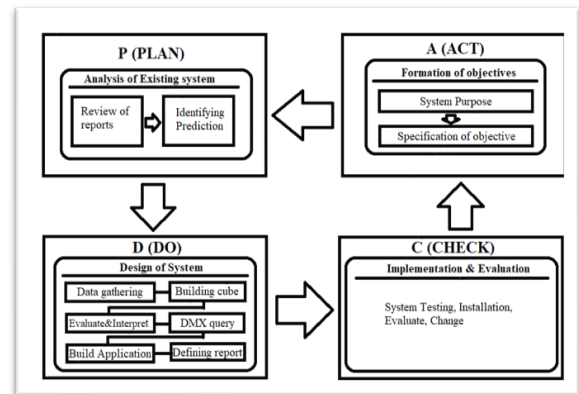 P (PLAN)
Analysis of Existing system
Review of
reports
Identifying
Prediction
A (ACT)
Formation of objectives
System Purpose
Specification of objective
D (DO)
Design of System
Data gathering
Building cube
Evaluate&Interpret
DMX query
Build Application
Defining report
C (CHECK)
Implementation & Evaluation
System Testing, Installation,
Evaluate, Change